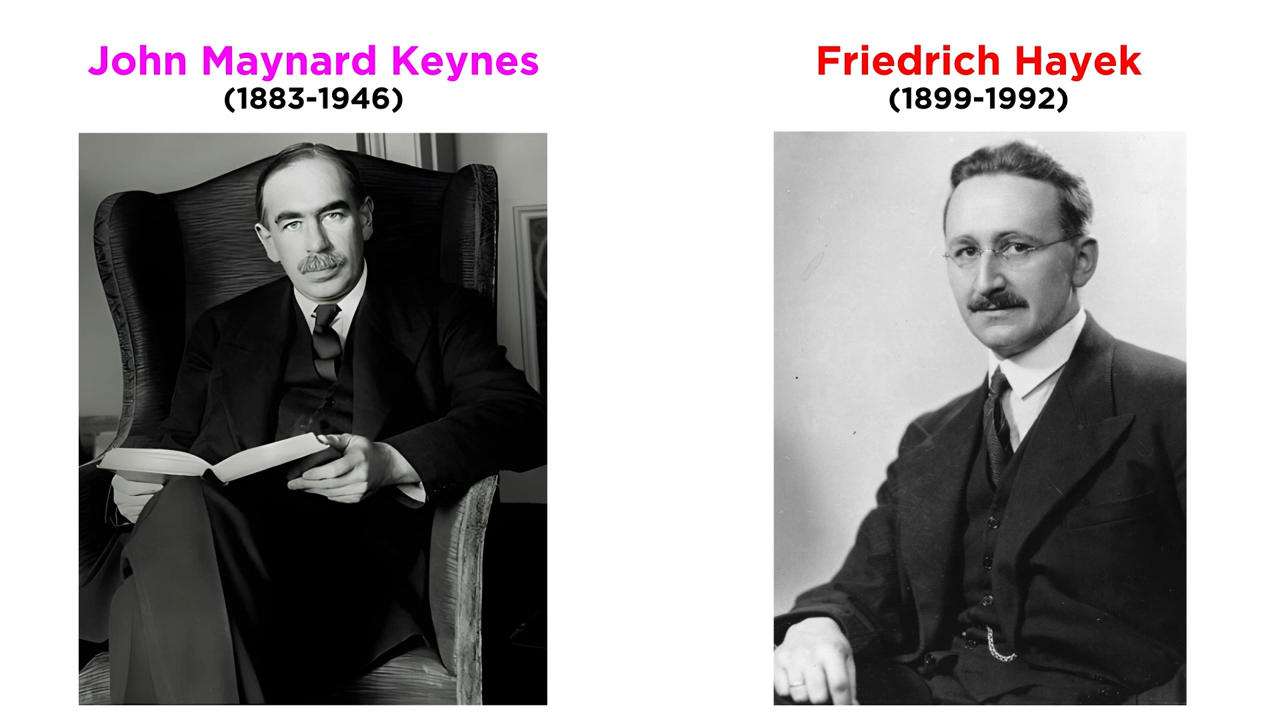 John Maynard Keynes
(1883-1946)
Friedrich Hayek
(1899-1992)